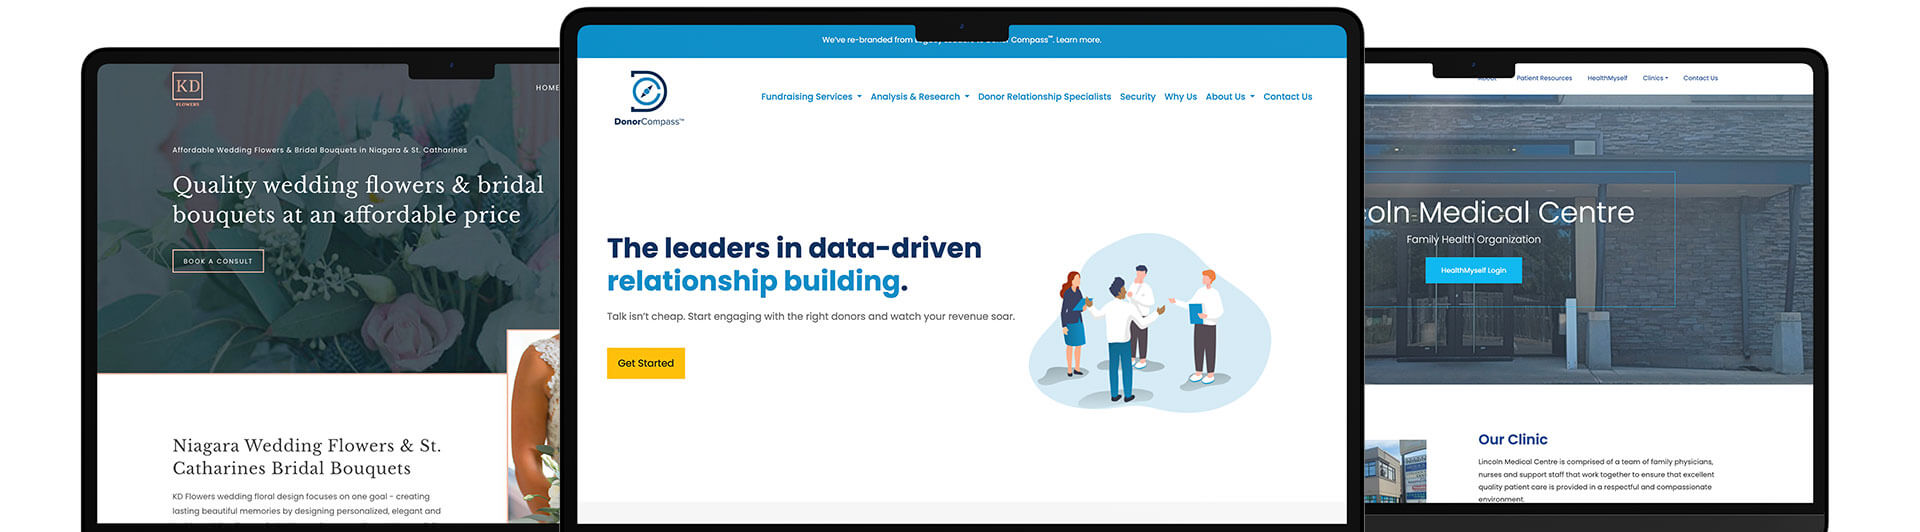 KD
FLOWERS
HOME
Affordable Wedding Flowers & Bridal Bouquets in Niagara & St. Catharines
Quality wedding flowers & bridal
bouquets at an affordable price
BOOK A CONSULT
Niagara Wedding Flowers & St.
Catharines Bridal Bouquets
KD Flowers wedding floral design focuses on one goal - creating
lasting beautiful memories by designing personalized, elegant and
We've re-branded from Compass™. Learn more.
DonorCompass™
Fundraising Services Analysis & Research Donor Relationship Specialists Security Why Us About Us Contact Us
The leaders in data-driven
relationship building.
Talk isn't cheap. Start engaging with the right donors and watch your revenue soar.
Get Started
About Patient Resources HealthMyself Clinics Contact Us
coln Medical Centre
Family Health Organization
HealthMyself Login
Our Clinic
Lincoln Medical Centre is comprised of a team of family physicians,
nurses and support staff that work together to ensure that excellent
quality patient care is provided in a respectful and compassionate
environment.